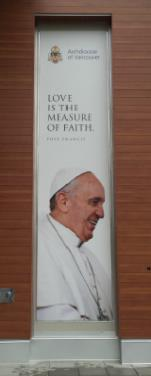 Archdiocese
of Vancouver
LOVE
IS THE
MEASURE
OF FAITH.
POPE FRANCIS